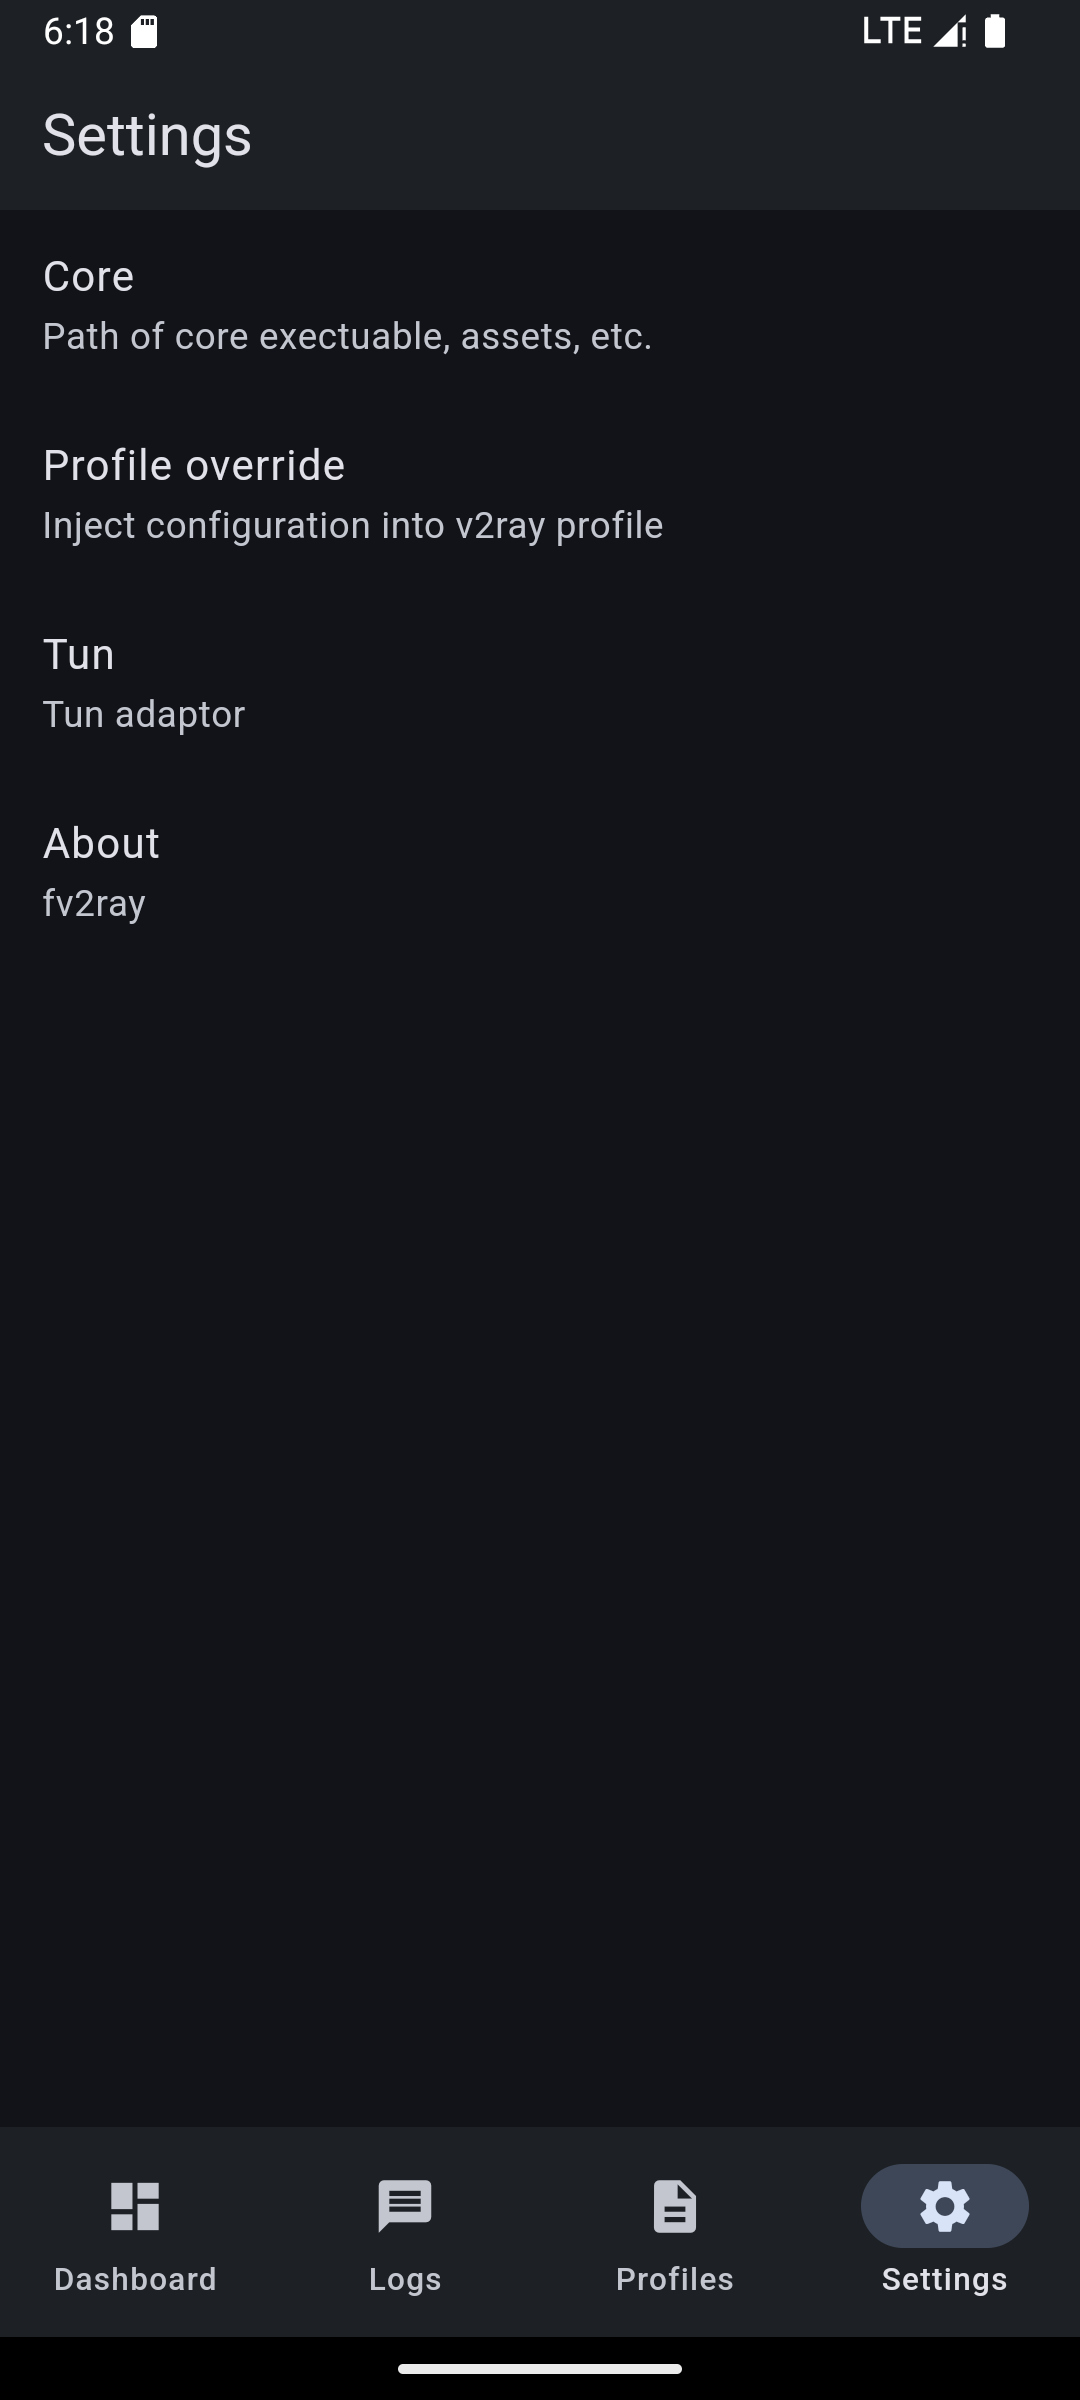 6:18 LTE
Settings
Core
Path of core exectuable, assets, etc.
Profile override
Inject configuration into v2ray profile
Tun
Tun adaptor
About
fv2ray
Dashboard Logs Profiles Settings